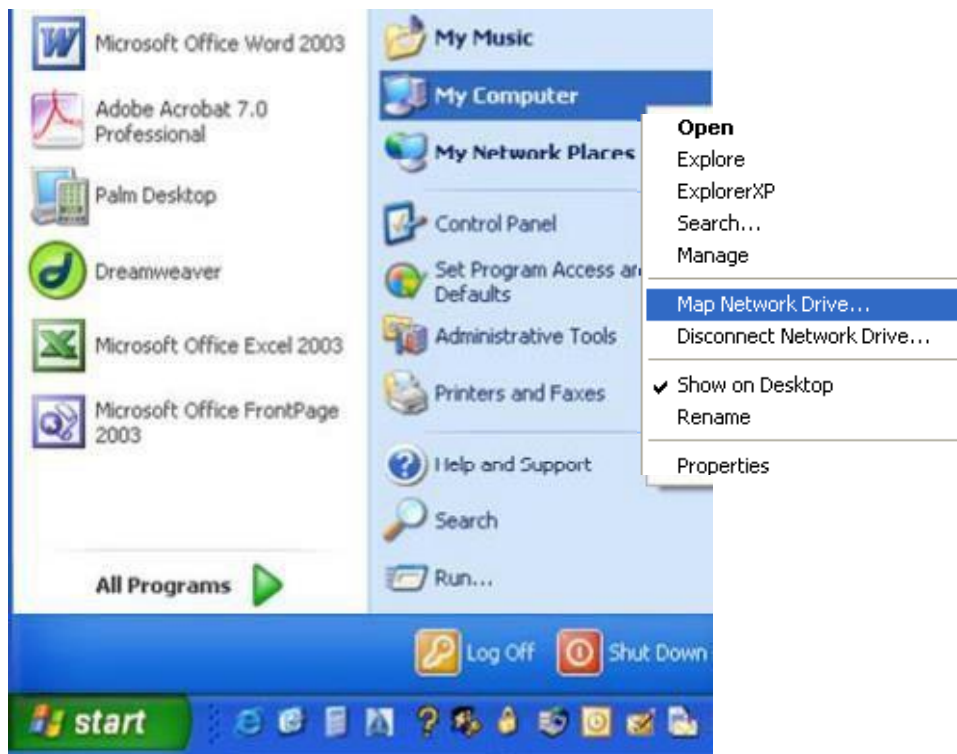 Microsoft Office Word 2003
Adobe Acrobat 7.0
Professional
Palm Desktop
Dreamweaver
Microsoft Office Excel 2003
Microsoft Office FrontPage
2003
All Programs
My Music
My Computer
My Network Places
Control Panel
Set Program Access an
Defaults
Administrative Tools
Printers and Faxes
Help and Support
Search
Run...
Open
Explore
ExplorerXP
Search...
Manage
Map Network Drive...
Disconnect Network Drive...
Show on Desktop
Rename
Properties
Log Off
Shut Down
start